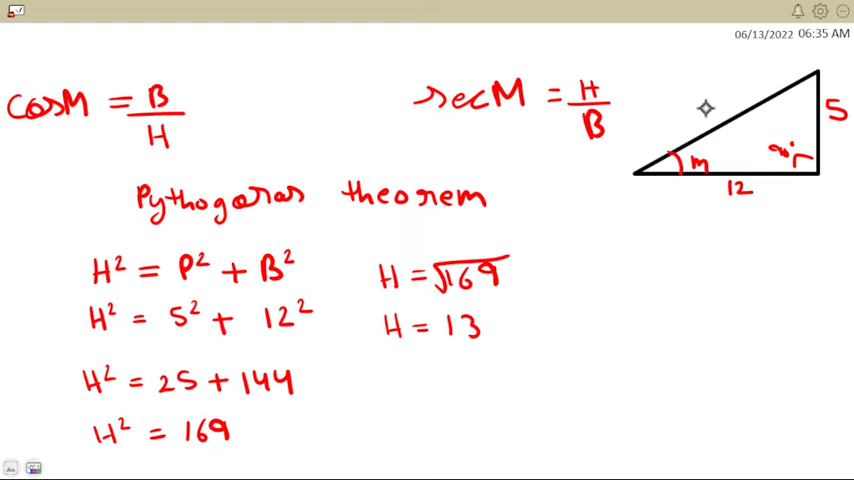 06/13/2022 06:35 AM
cosM = B/H
secM = H/B
5
90°
m
12
Pythogoras theorem
H² = P² + B²
H = √169
H² = 5² + 12²
H = 13
H² = 25 + 144
H² = 169